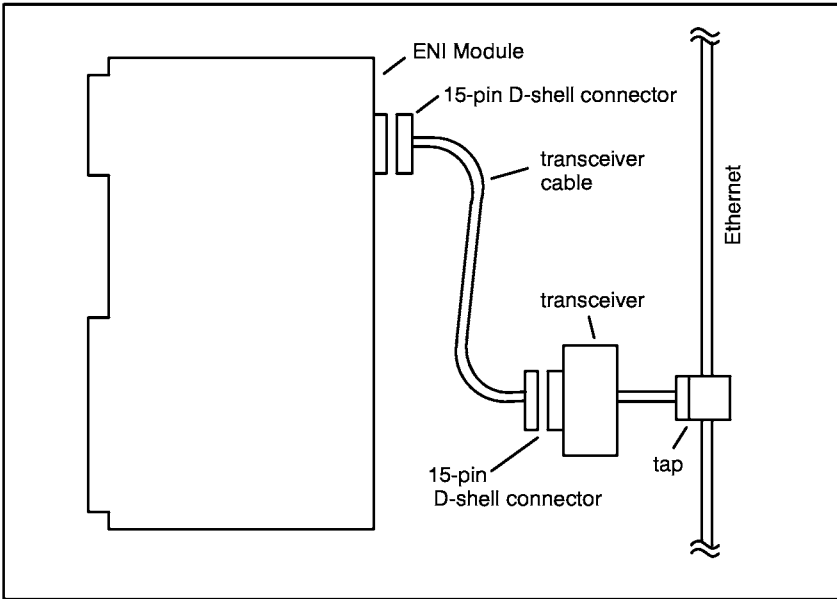 ENI Module
15-pin D-shell connector
transceiver
cable
Ethernet
transceiver
tap
15-pin
D-shell connector